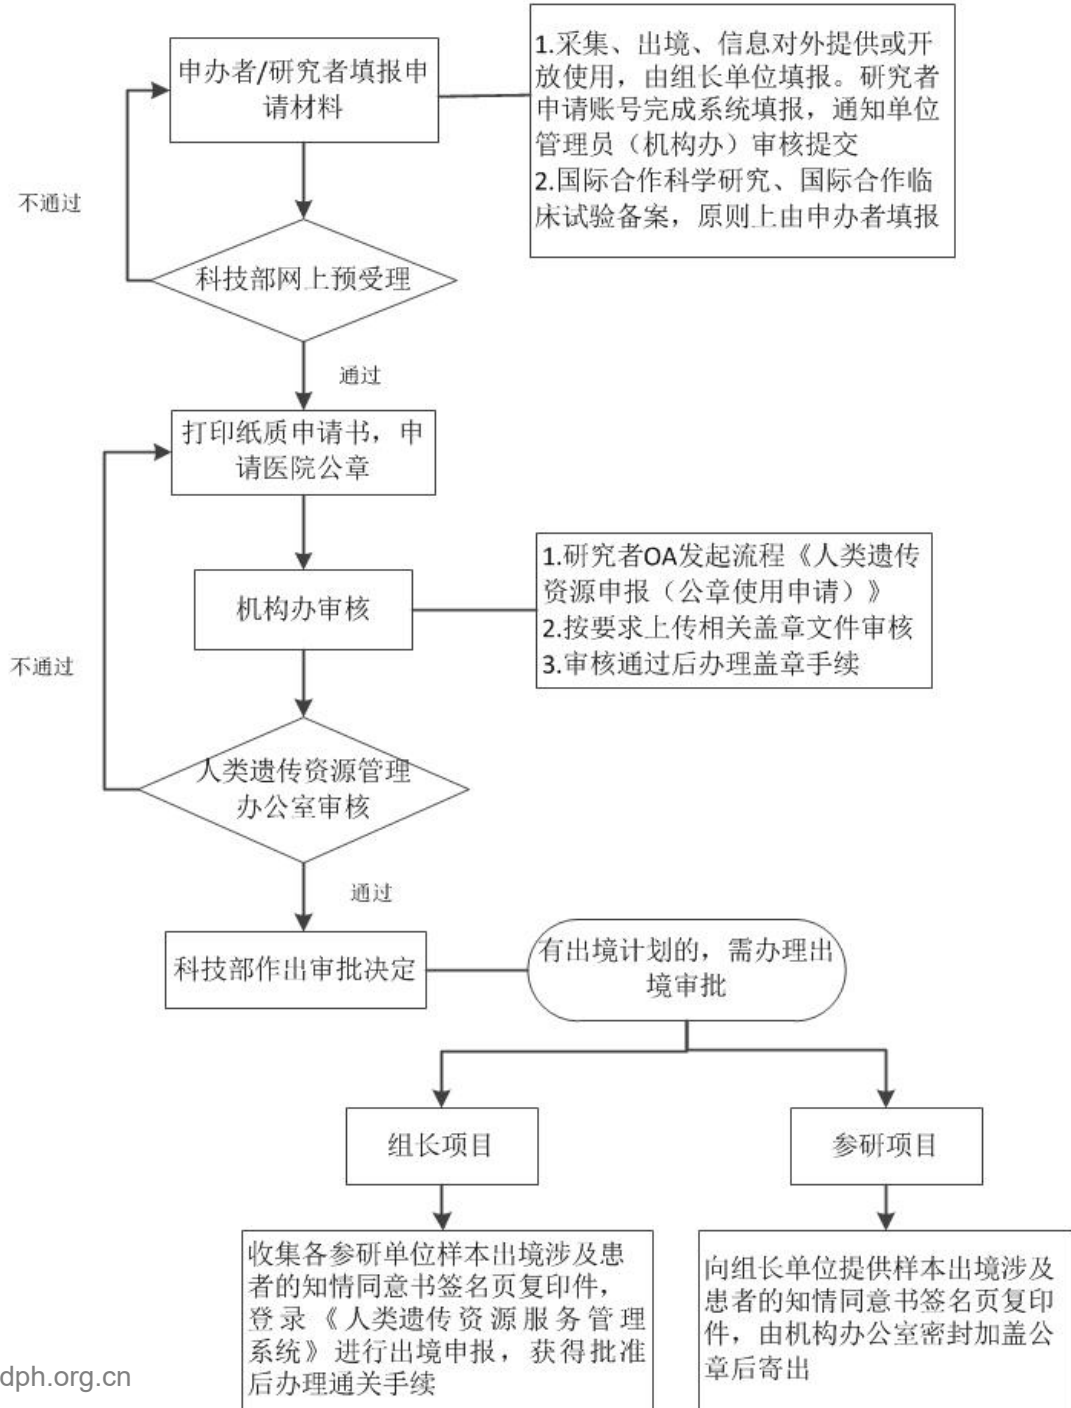 申办者/研究者填报申
请材料
1.采集、出境、信息对外提供或开
放使用，由组长单位填报。研究者
申请账号完成系统填报，通知单位
管理员（机构办）审核提交
2.国际合作科学研究、国际合作临
床试验备案，原则上由申办者填报
不通过
科技部网上预受理
通过
打印纸质申请书，申
请医院公章
机构办审核
1.研究者OA发起流程《人类遗传
资源申报（公章使用申请）》
2.按要求上传相关盖章文件审核
3.审核通过后办理盖章手续
不通过
人类遗传资源管理
办公室审核
通过
科技部作出审批决定
有出境计划的，需办理出
境审批
组长项目
参研项目
收集各参研单位样本出境涉及患
者的知情同意书签名页复印件，
登录《人类遗传资源服务管理
系统》进行出境申报，获得批准
后办理通关手续
向组长单位提供样本出境涉及
患者的知情同意书签名页复印
件，由机构办公室密封加盖公
章后寄出
dph.org.cn